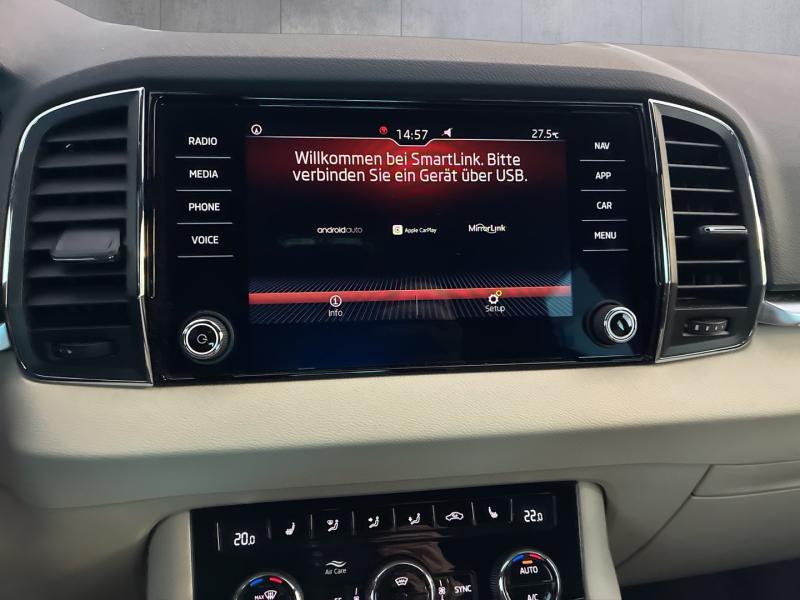 14:57
27.5°C
Willkommen bei SmartLink. Bitte
verbinden Sie ein Gerät über USB.
androidauto
Apple CarPlay
MirrorLink
Info
Setup
RADIO
MEDIA
PHONE
VOICE
NAV
APP
CAR
MENU
20.0
22.0
Air Care
MAX
SYNC
AUTO
A/C